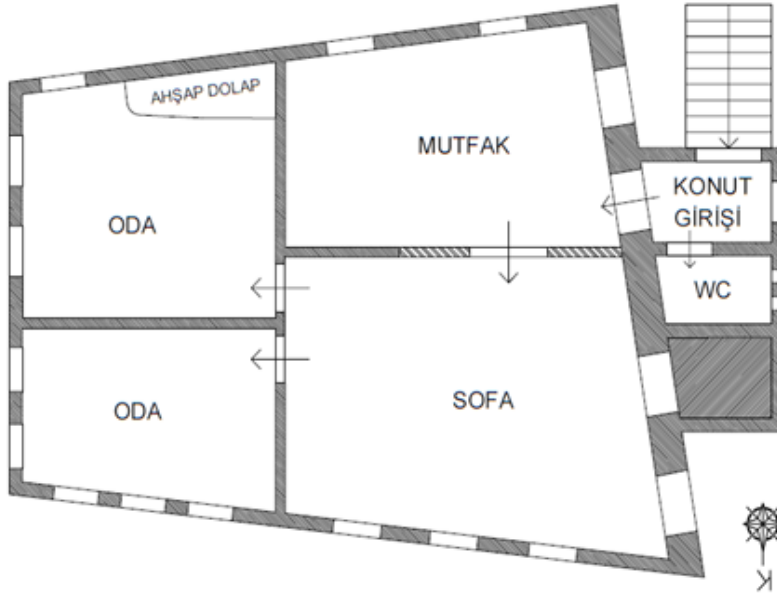 AHŞAP DOLAP
MUTFAK
KONUT
GİRİŞİ
ODA
WC
ODA
SOFA
K